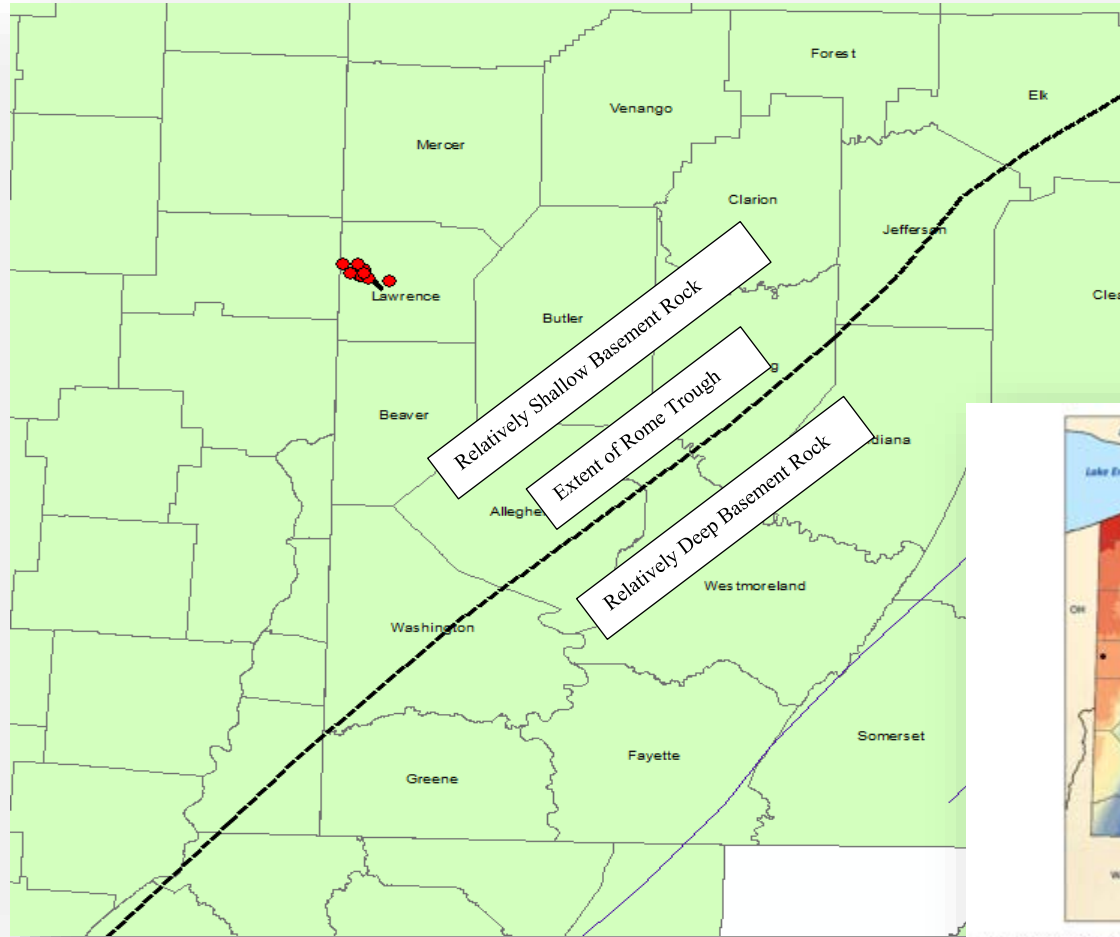 Forest
Elk
Venango
Mercer
Clarion
Jefferson
Lawrence
Butler
Relatively Shallow Basement Rock
Extent of Rome Trough
Beaver
Relatively Deep Basement Rock
Westmoreland
Washington
Somerset
Fayette
Greene
OH